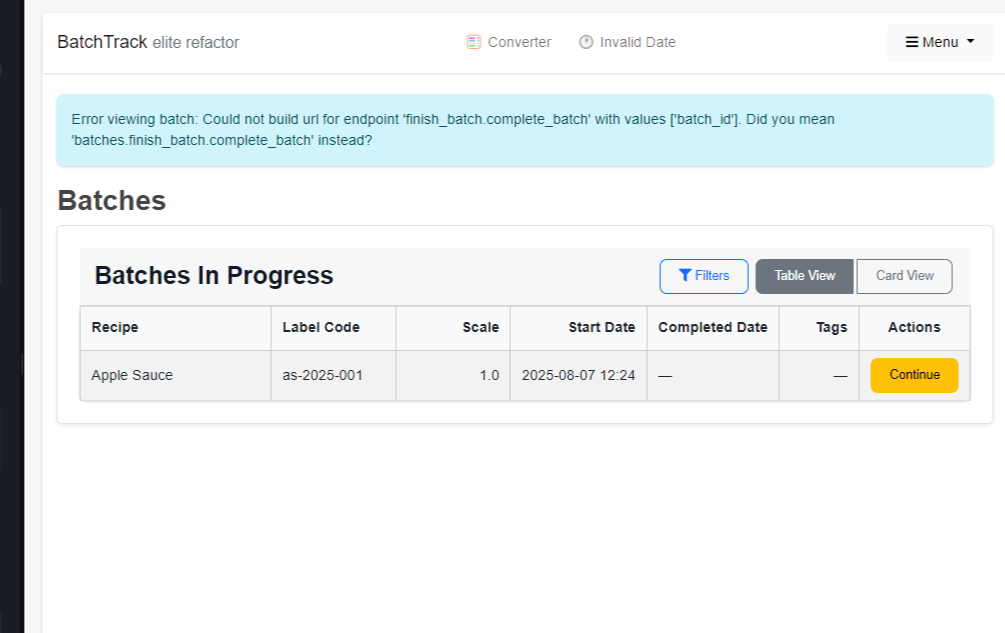 BatchTrack elite refactor
Converter
Invalid Date
Menu
Error viewing batch: Could not build url for endpoint 'finish_batch.complete_batch' with values ['batch_id']. Did you mean
'batches.finish_batch.complete_batch' instead?
Batches
Batches In Progress
Filters
Table View
Card View
Recipe Label Code Scale Start Date Completed Date Tags Actions
Apple Sauce as-2025-001 1.0 2025-08-07 12:24 — — Continue